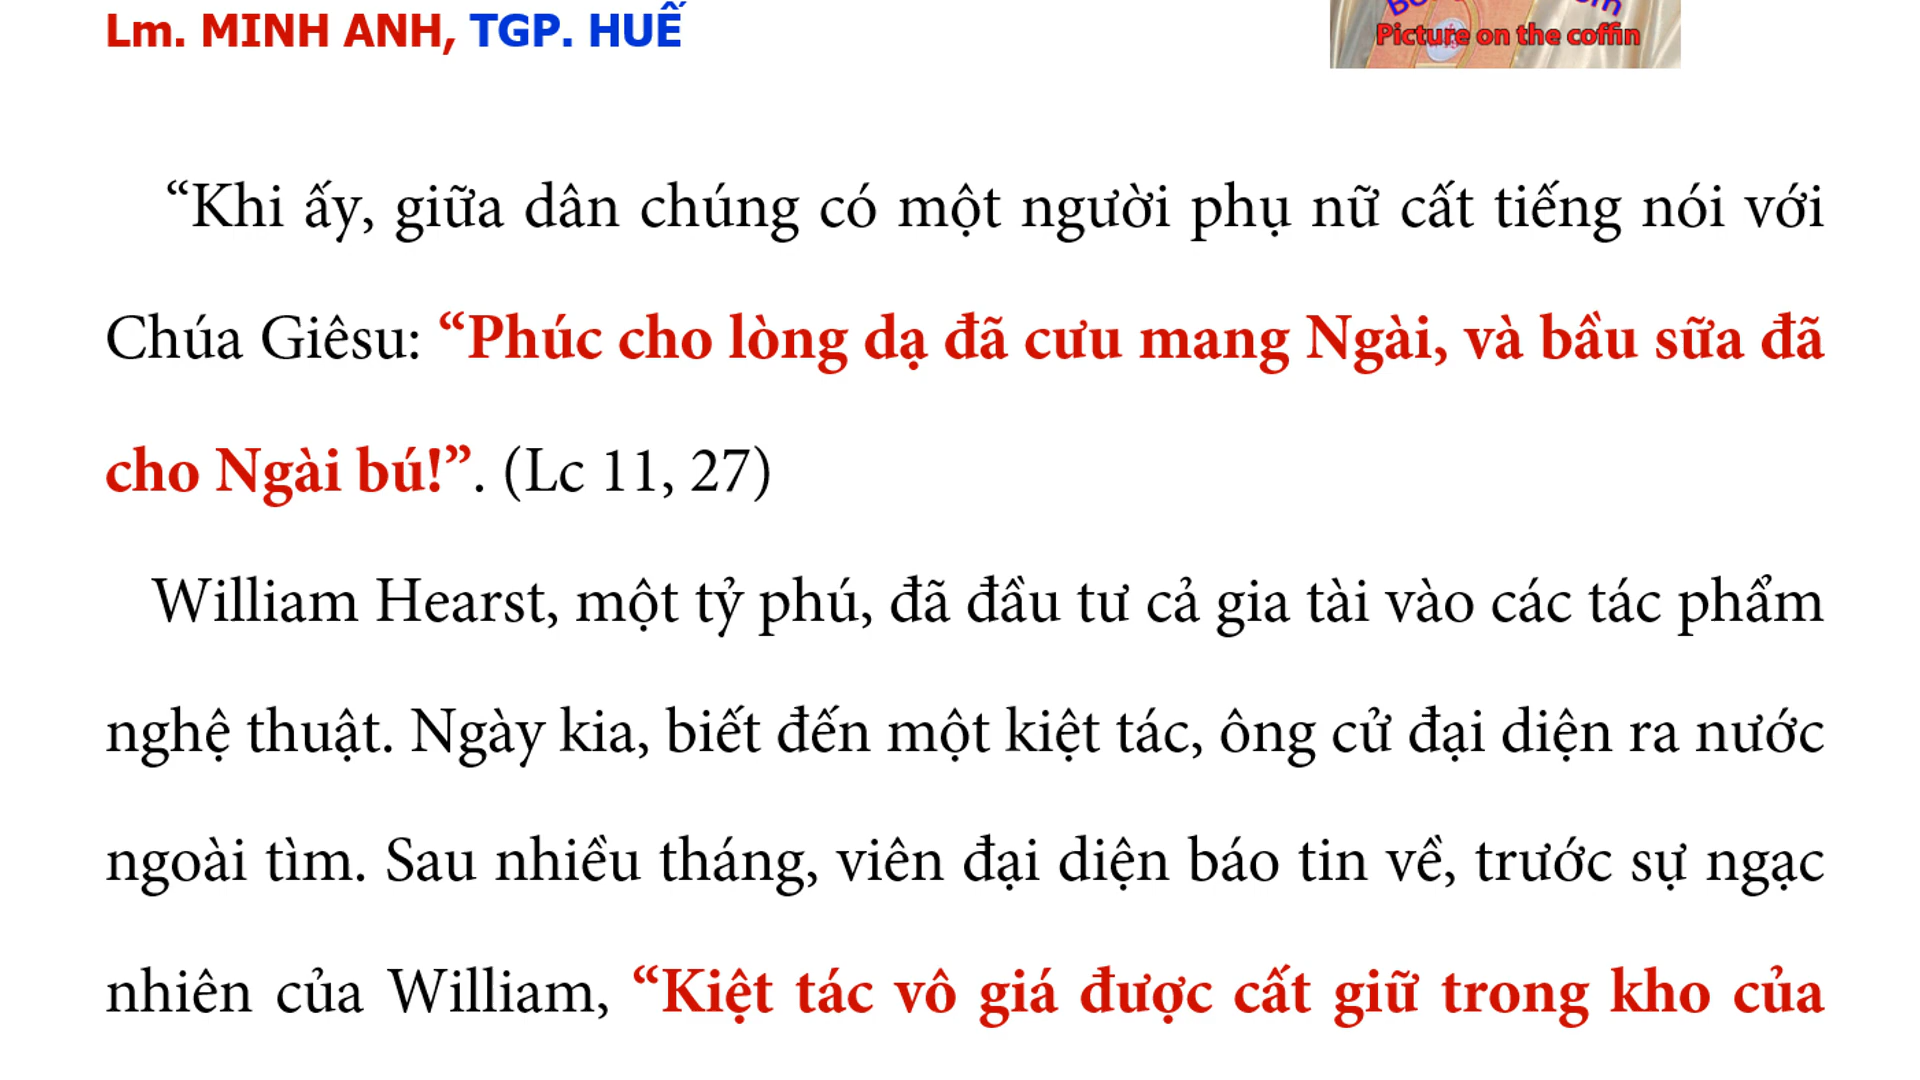 Lm. MINH ANH, TGP. HUẾ
Picture on the coffin
“Khi ấy, giữa dân chúng có một người phụ nữ cất tiếng nói với
Chúa Giêsu: “Phúc cho lòng dạ đã cưu mang Ngài, và bầu sữa đã
cho Ngài bú!”. (Lc 11, 27)
William Hearst, một tỷ phú, đã đầu tư cả gia tài vào các tác phẩm
nghệ thuật. Ngày kia, biết đến một kiệt tác, ông cử đại diện ra nước
ngoài tìm. Sau nhiều tháng, viên đại diện báo tin về, trước sự ngạc
nhiên của William, “Kiệt tác vô giá được cất giữ trong kho của